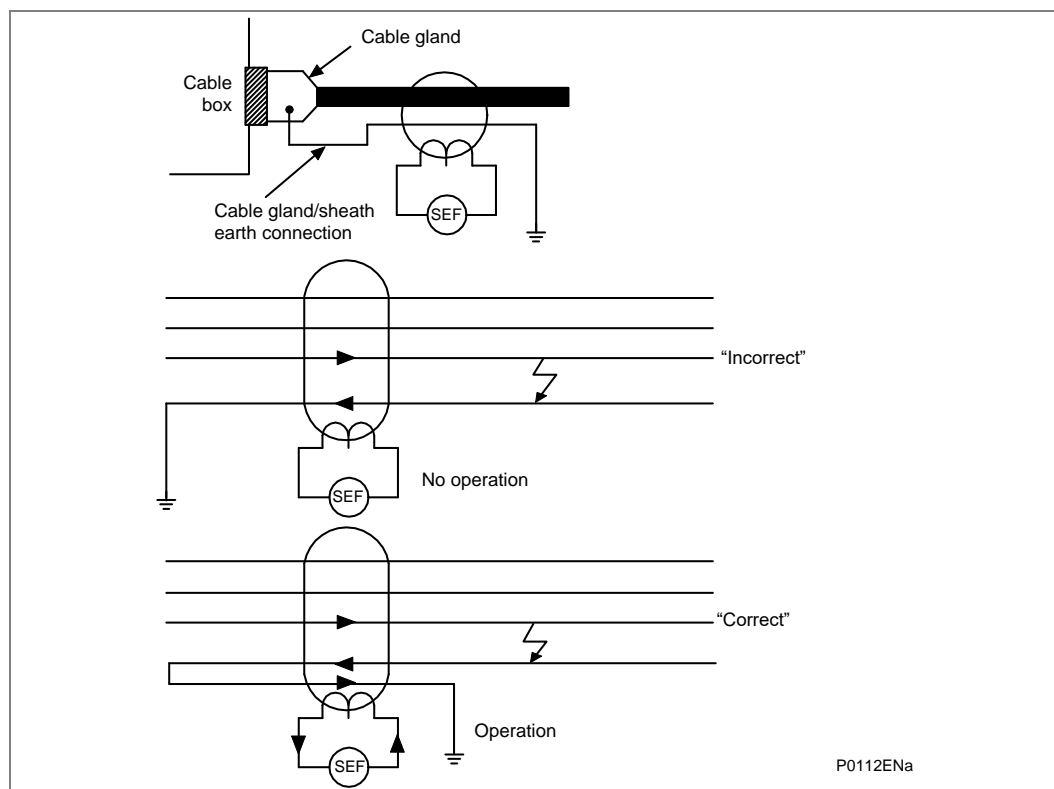 Cable gland
Cable
box
SEF
Cable gland/sheath
earth connection
“Incorrect”
No operation
SEF
“Correct”
Operation
SEF
P0112ENa